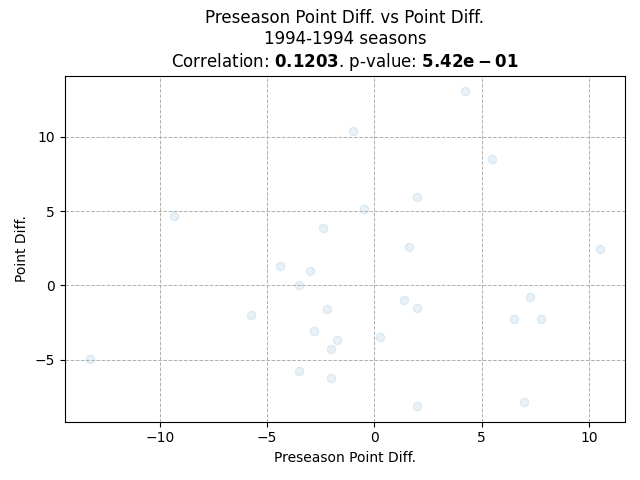 Preseason Point Diff. vs Point Diff.
1994-1994 seasons
Correlation: 0.1203. p-value: 5.42e − 01
10
5
0
−5
Point Diff.
−10
−5
0
5
10
Preseason Point Diff.